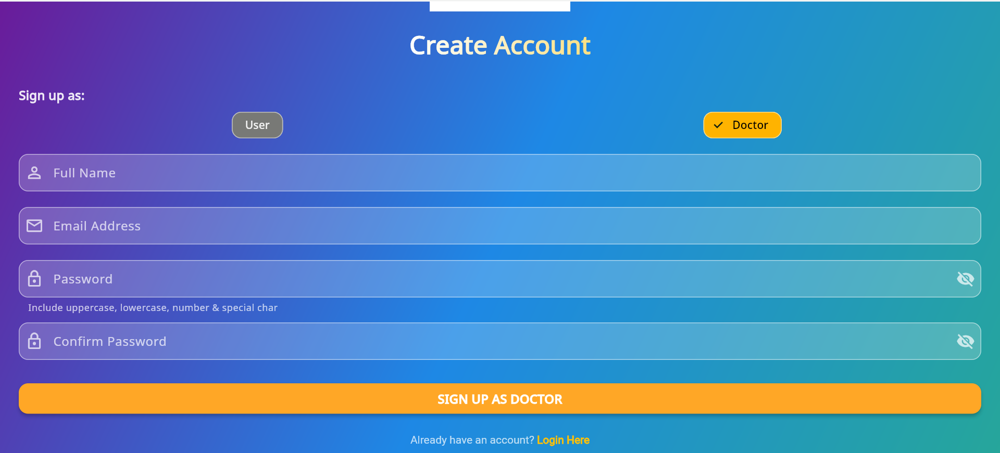 Create Account
Sign up as:
User
Doctor
Full Name
Email Address
Password
Include uppercase, lowercase, number & special char
Confirm Password
SIGN UP AS DOCTOR
Already have an account? Login Here